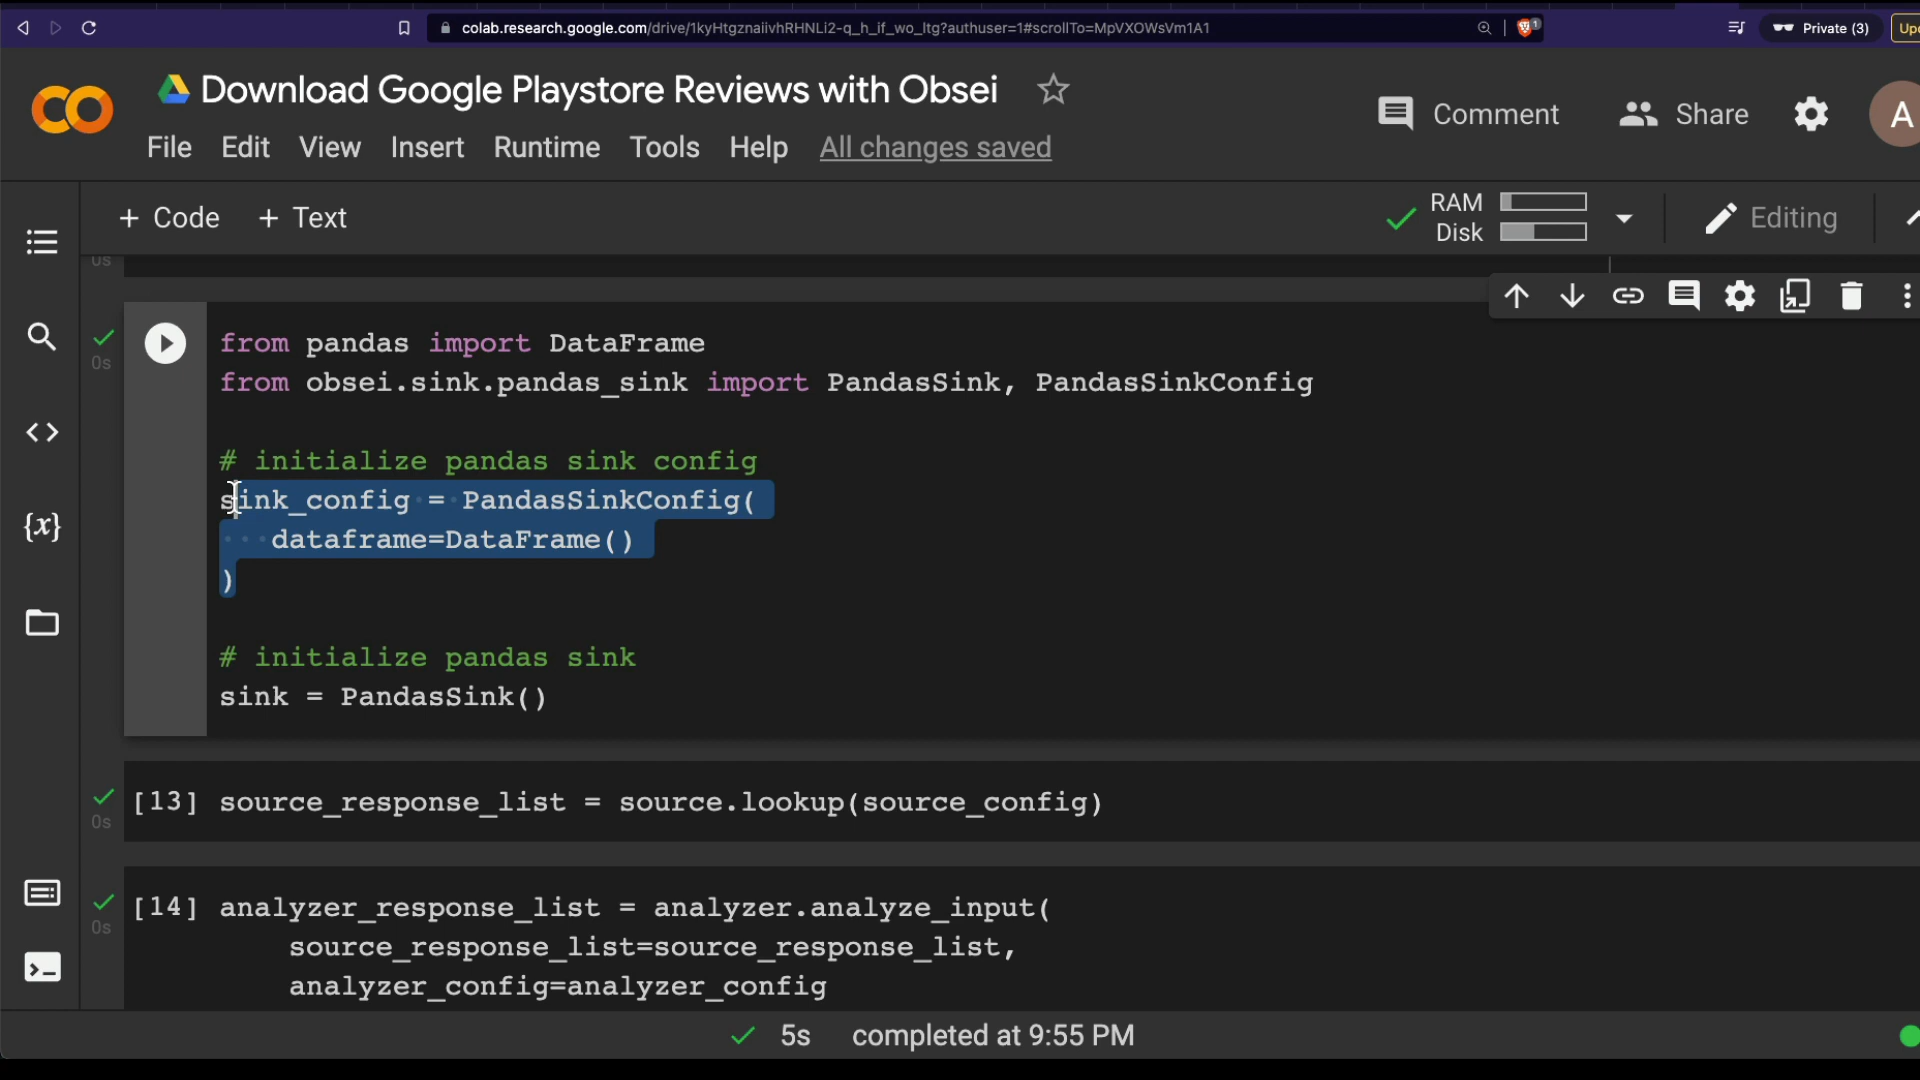 colab.research.google.com/drive/1kyHtgznaiivhRHNLi2-q_h_if_wo_ltg?authuser=1#scrollTo=MpVXOWsVm1A1
1
Private (3)
Download Google Playstore Reviews with Obsei
File Edit View Insert Runtime Tools Help All changes saved
Comment
Share
A
+ Code + Text
RAM
Disk
Editing
0s
0s
from pandas import DataFrame
from obsei.sink.pandas_sink import PandasSink, PandasSinkConfig
# initialize pandas sink config
sink_config = PandasSinkConfig(
dataframe=DataFrame()
)
# initialize pandas sink
sink = PandasSink()
[13] source_response_list = source.lookup(source_config)
0s
[14] analyzer_response_list = analyzer.analyze_input(
0s
source_response_list=source_response_list,
analyzer_config=analyzer_config
5s completed at 9:55 PM